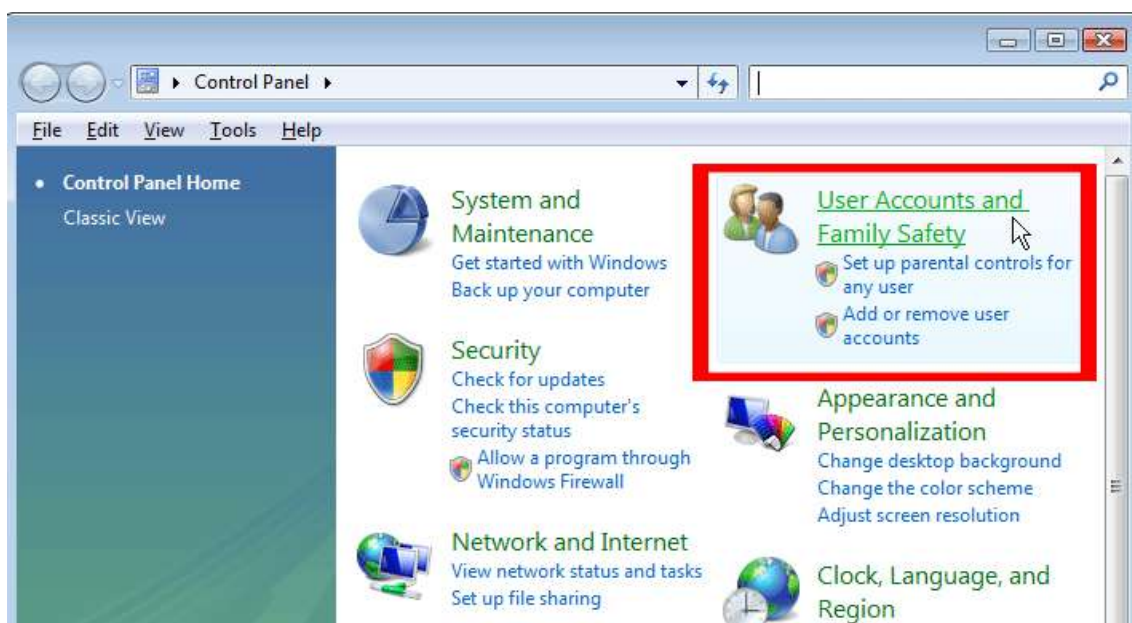 Control Panel
File Edit View Tools Help
Control Panel Home
Classic View
System and
Maintenance
Get started with Windows
Back up your computer
Security
Check for updates
Check this computer's
security status
Allow a program through
Windows Firewall
Network and Internet
View network status and tasks
Set up file sharing
User Accounts and
Family Safety
Set up parental controls for
any user
Add or remove user
accounts
Appearance and
Personalization
Change desktop background
Change the color scheme
Adjust screen resolution
Clock, Language, and
Region